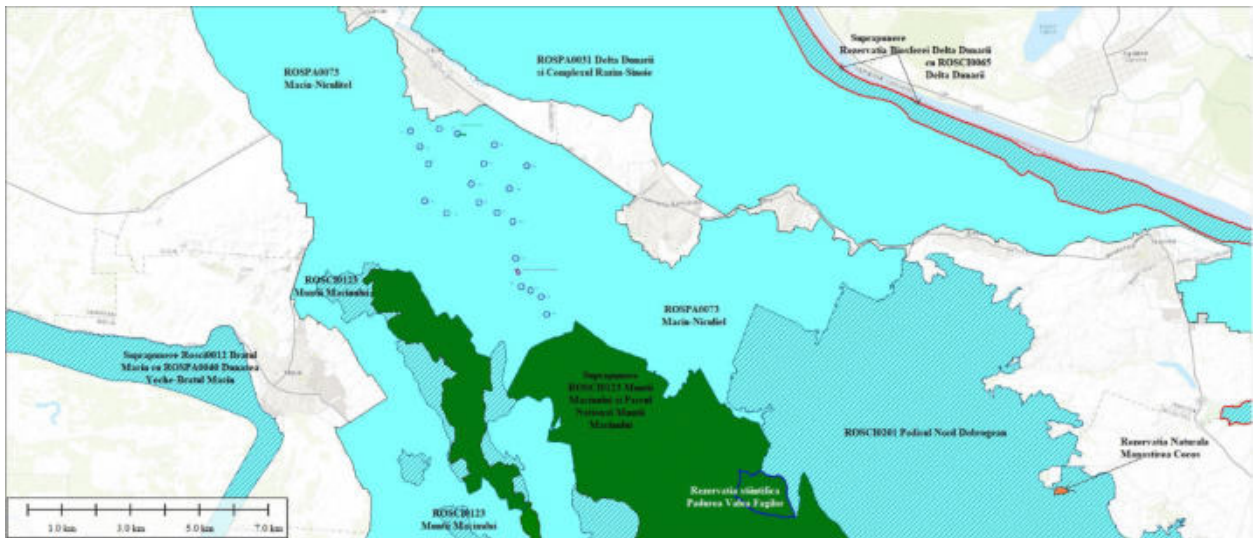 Suprapunere
Rezervatia Biosferei Delta Dunarii
cu ROSCI0065
Delta Dunarii
ROSPA0031 Delta Dunarii
si Complexul Razim-Sinoie
ROSPA0073
Macin-Niculitel
ROSCI0123
Muntii Macinului
ROSPA0073
Macin-Niculitel
Suprapunere Rosci0012 Bratul
Macin cu ROSPA0040 Dunarea
Veche-Bratul Macin
Suprapunere
ROSCI0123 Muntii
Macinului si Parcul
National Muntii
Macinului
ROSCI0201 Podisul Nord Dobrogean
Rezervatia Naturala
Manastirea Cocos
Rezervatia stiintifica
Padurea Valea Fagilor
ROSCI0123
Muntii Macinului
1.0 km 3.0 km 5.0 km 7.0 km